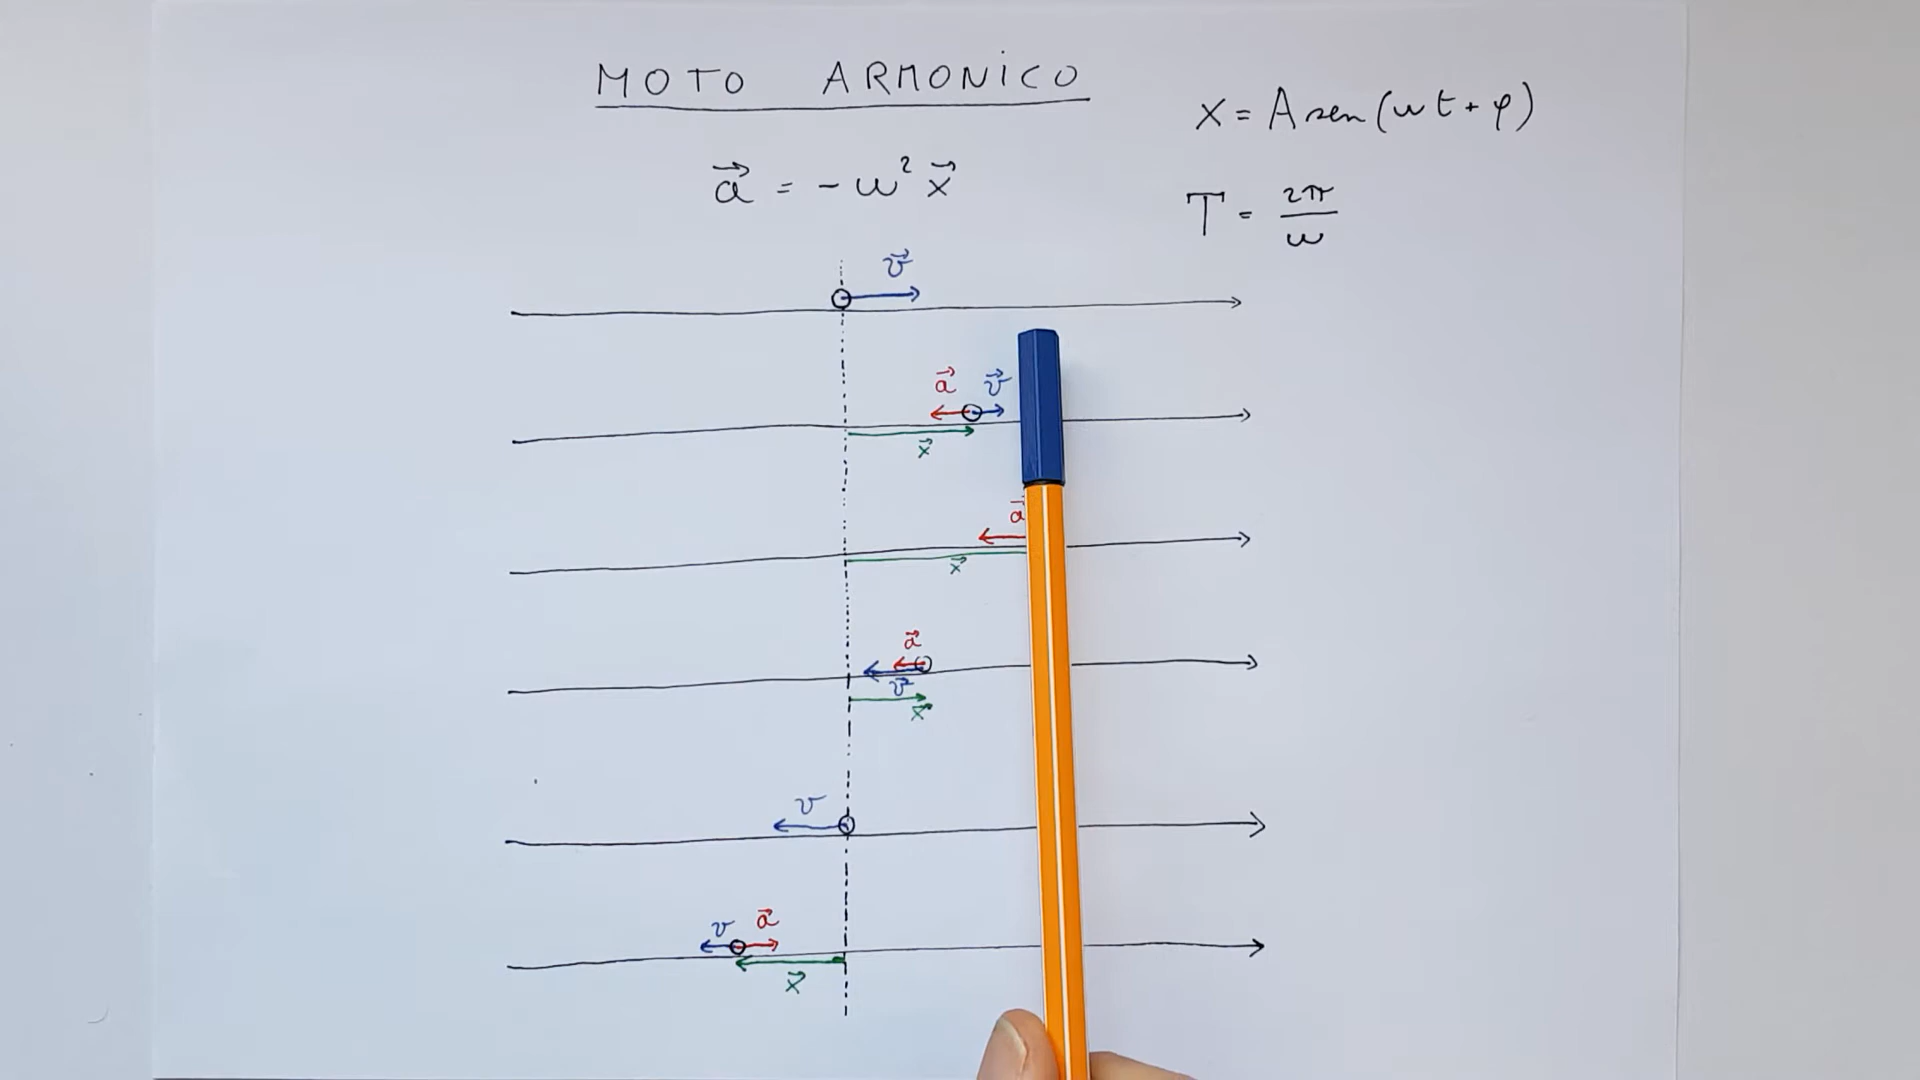 MOTO ARMONICO
x = A sen (ωt + φ)
a⃗ = - ω² x⃗
T = 2π/ω
v⃗
a⃗ v⃗
x⃗
a⃗
x⃗
a⃗
v⃗
x⃗
v
v a⃗
x⃗